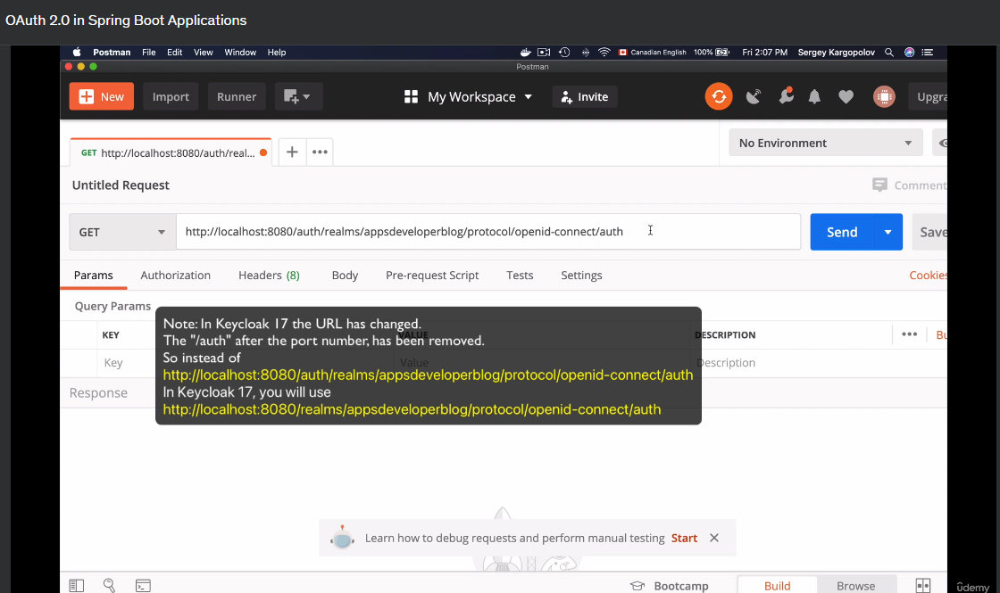 OAuth 2.0 in Spring Boot Applications
Postman File Edit View Window Help Canadian English 100% Fri 2:07 PM Sergey Kargopolov
Postman
New Import Runner My Workspace Invite Upgra
GET http://localhost:8080/auth/real... No Environment
Untitled Request Comment
GET http://localhost:8080/auth/realms/appsdeveloperblog/protocol/openid-connect/auth Send Save
Params Authorization Headers (8) Body Pre-request Script Tests Settings Cookies
Query Params
KEY VALUE DESCRIPTION Bu
Key Value Description
Response
Note: In Keycloak 17 the URL has changed.
The "/auth" after the port number, has been removed.
So instead of
http://localhost:8080/auth/realms/appsdeveloperblog/protocol/openid-connect/auth
In Keycloak 17, you will use
http://localhost:8080/realms/appsdeveloperblog/protocol/openid-connect/auth
Learn how to debug requests and perform manual testing Start
Bootcamp Build Browse
ûdemy